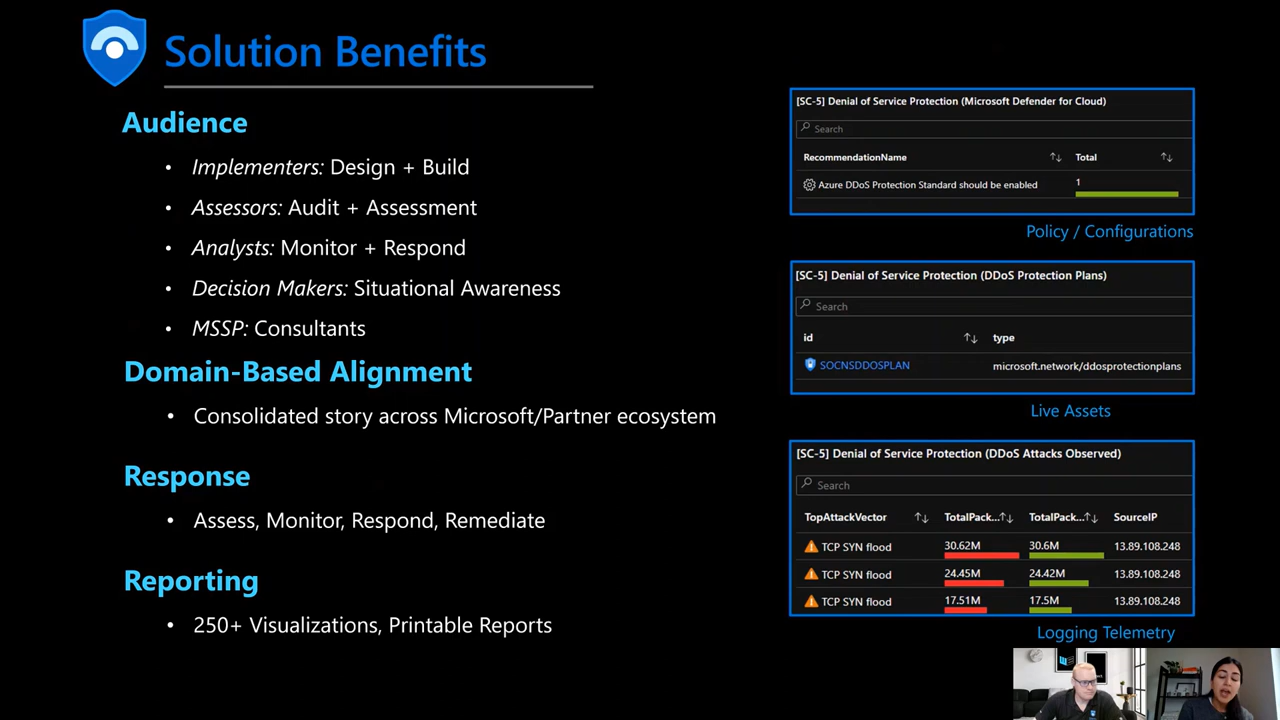 Solution Benefits
Audience
• Implementers: Design + Build
• Assessors: Audit + Assessment
• Analysts: Monitor + Respond
• Decision Makers: Situational Awareness
• MSSP: Consultants
Domain-Based Alignment
• Consolidated story across Microsoft/Partner ecosystem
Response
• Assess, Monitor, Respond, Remediate
Reporting
• 250+ Visualizations, Printable Reports
[SC-5] Denial of Service Protection (Microsoft Defender for Cloud)
Search
RecommendationName Total
Azure DDoS Protection Standard should be enabled 1
Policy / Configurations
[SC-5] Denial of Service Protection (DDoS Protection Plans)
Search
id type
SOCNSDDOSPLAN microsoft.network/ddosprotectionplans
Live Assets
[SC-5] Denial of Service Protection (DDoS Attacks Observed)
Search
TopAttackVector TotalPack... TotalPack... SourceIP
TCP SYN flood 30.62M 30.6M 13.89.108.248
TCP SYN flood 24.45M 24.42M 13.89.108.248
TCP SYN flood 17.51M 17.5M 13.89.108.248
Logging Telemetry